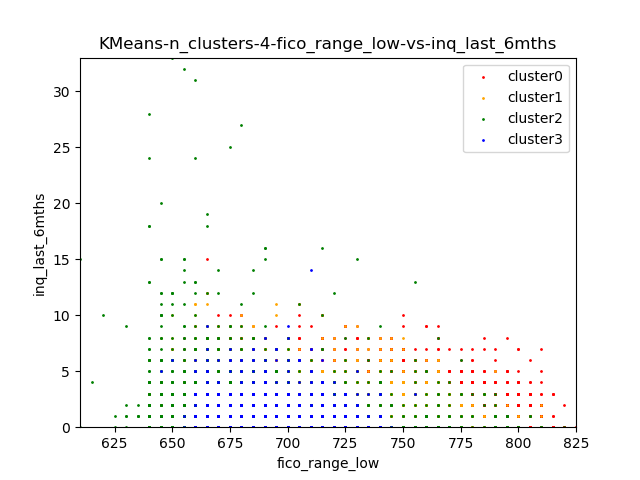 KMeans-n_clusters-4-fico_range_low-vs-inq_last_6mths
cluster0
cluster1
cluster2
cluster3
30
25
20
15
10
5
0
inq_last_6mths
625 650 675 700 725 750 775 800 825
fico_range_low